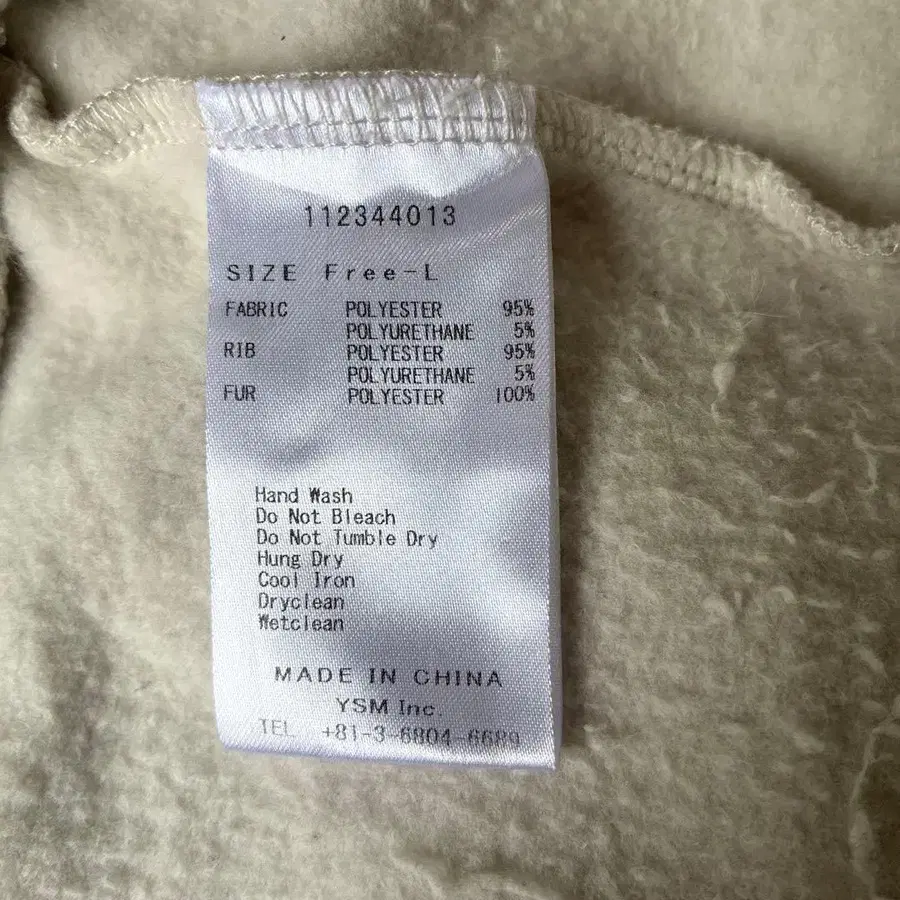 112344013
SIZE Free-L
FABRIC POLYESTER 95%
POLYURETHANE 5%
RIB POLYESTER 95%
POLYURETHANE 5%
FUR POLYESTER 100%
Hand Wash
Do Not Bleach
Do Not Tumble Dry
Hung Dry
Cool Iron
Dryclean
Wetclean
MADE IN CHINA
YSM Inc.
TEL +81-3-6804-6689